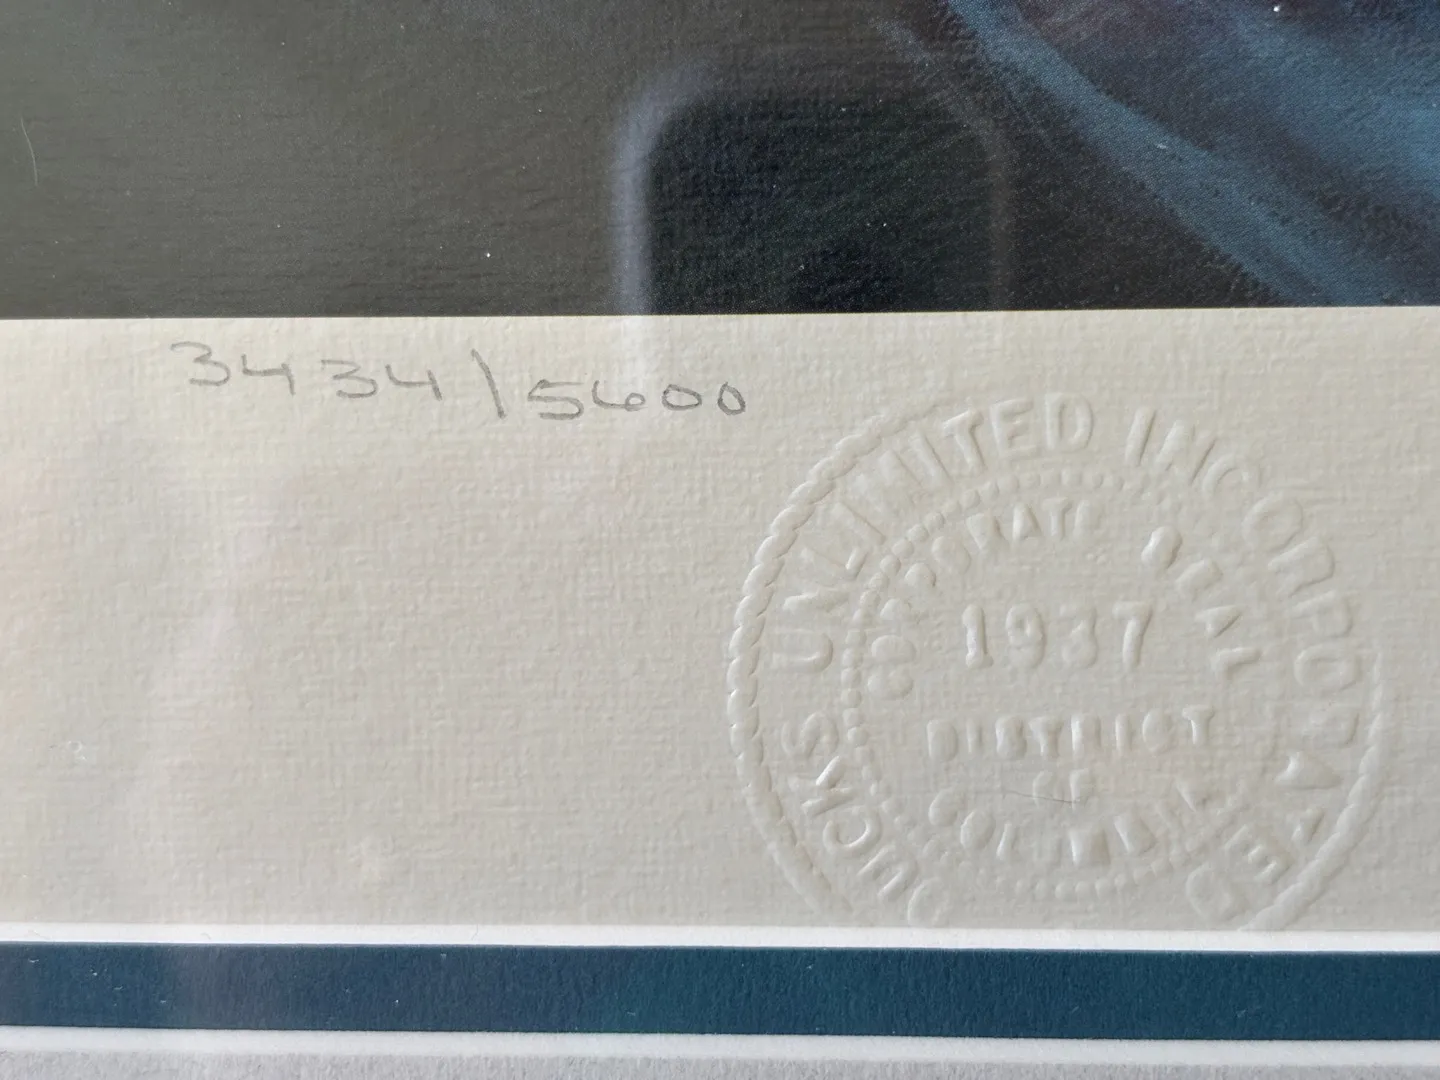 3434/5600
DUCKS UNLIMITED INCORPORATED
CORPORATE SEAL
1937
DISTRICT
OF
COLUMBIA